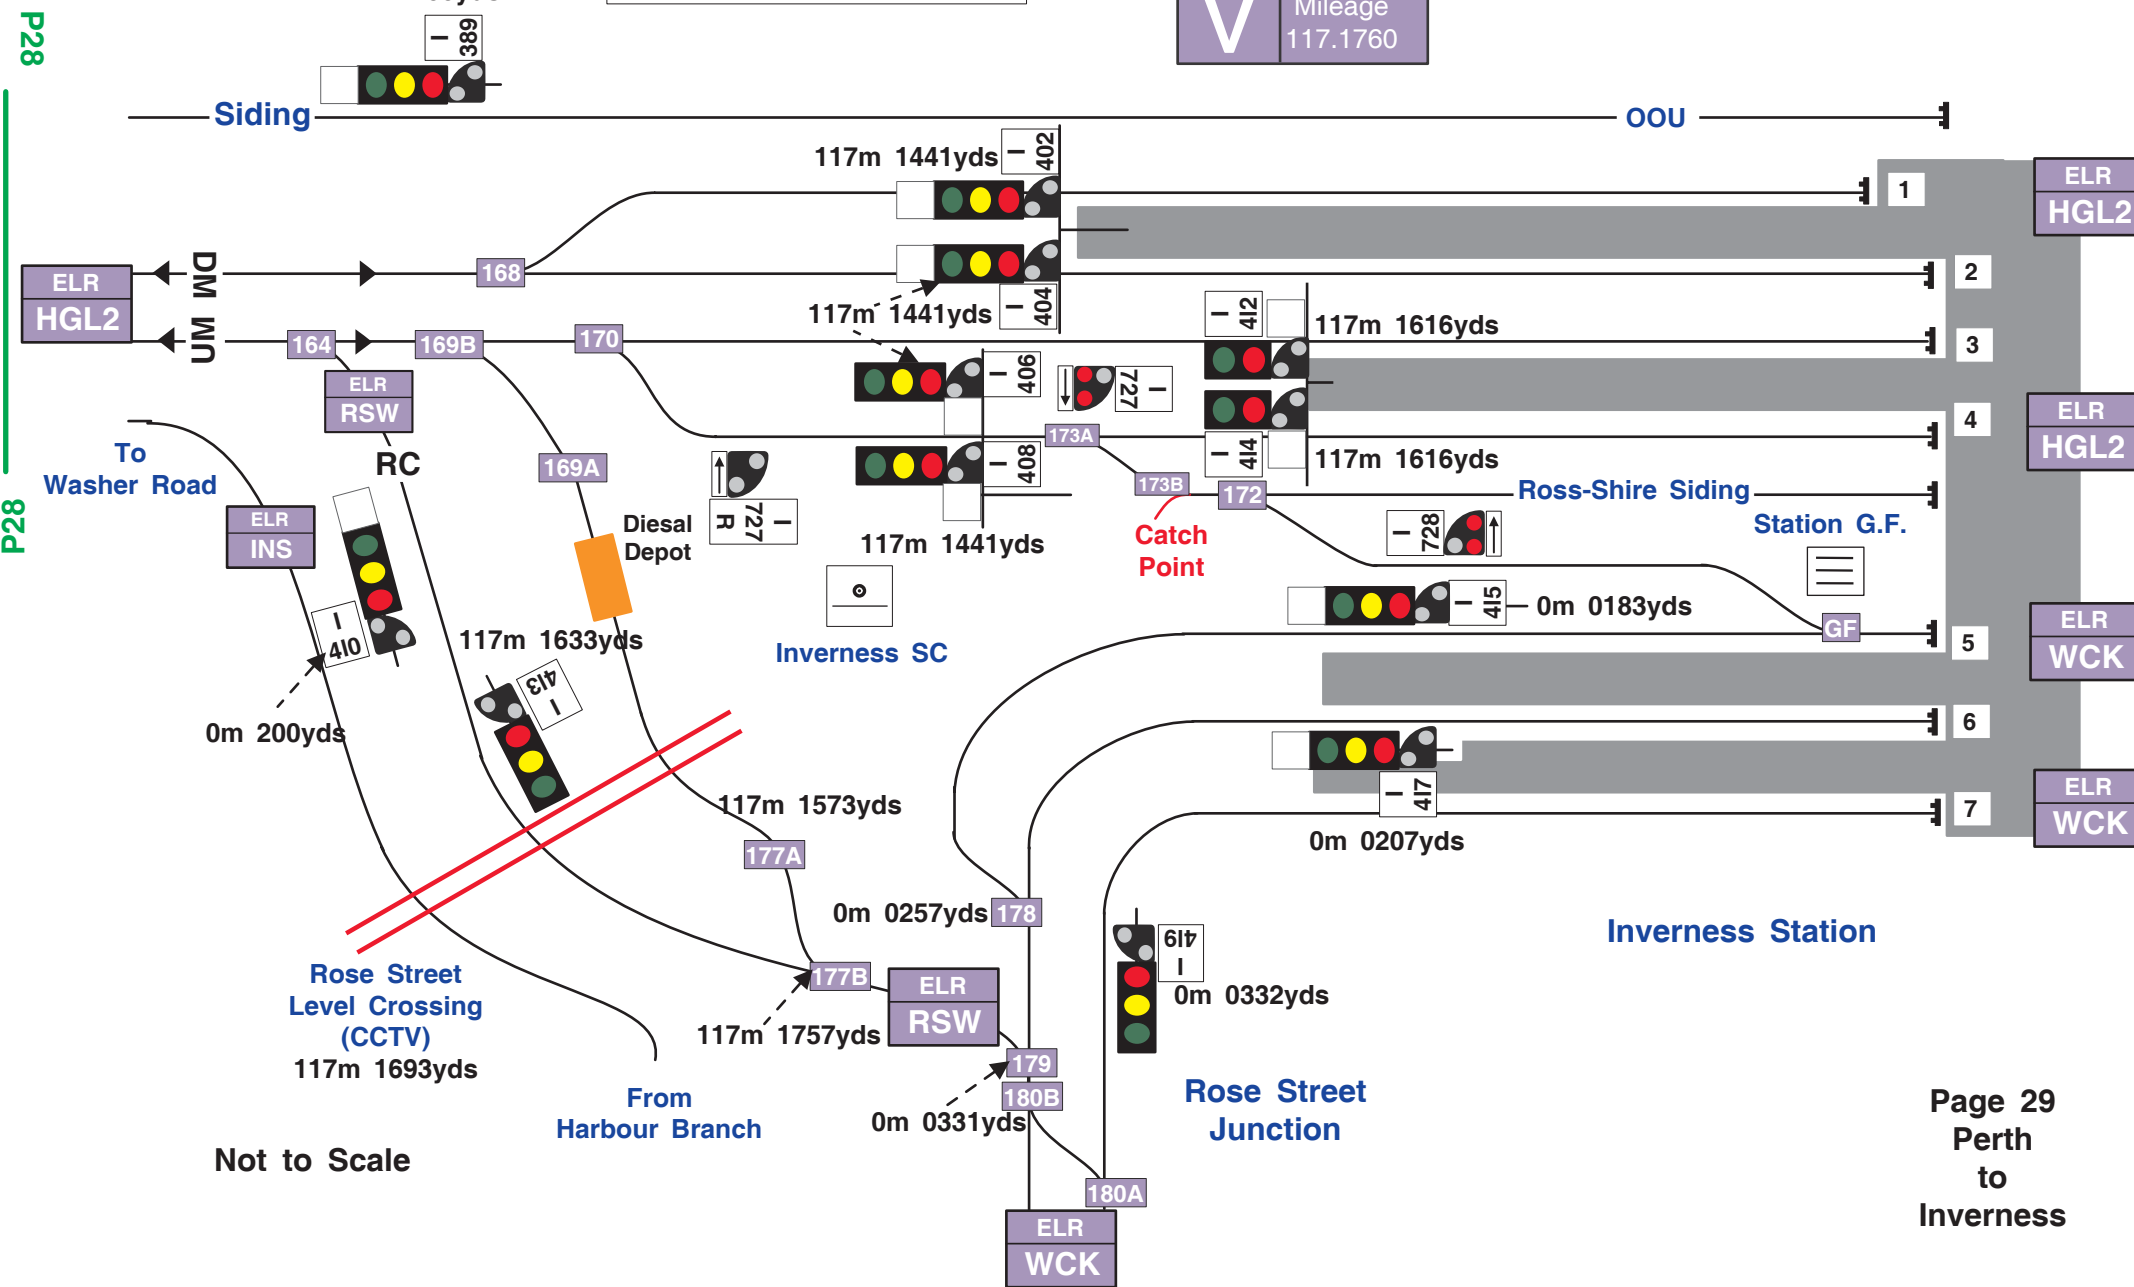 P28
I 389
Mileage
V 117.1760
Siding
OOU
117m 1441yds
I 402
1
ELR
HGL2
ELR
HGL2
DM
168
I 404
117m 1441yds
2
I 412
117m 1616yds
UM
164
169B
170
3
ELR
RSW
I 406
I 727
4
ELR
HGL2
To
Washer Road
RC
169A
173A
I 408
I 414
117m 1616yds
173B
172
Ross-Shire Siding
ELR
INS
Diesal
Depot
I 727 R
117m 1441yds
Catch
Point
I 728
Station G.F.
P28
I 410
117m 1633yds
Inverness SC
I 415
0m 0183yds
GF
5
ELR
WCK
I 413
0m 200yds
6
I 417
117m 1573yds
0m 0207yds
7
ELR
WCK
177A
0m 0257yds
178
I 419
Inverness Station
Rose Street
Level Crossing
(CCTV)
117m 1693yds
177B
117m 1757yds
ELR
RSW
0m 0332yds
179
180B
0m 0331yds
From
Harbour Branch
Rose Street
Junction
Not to Scale
180A
ELR
WCK
Page 29
Perth
to
Inverness